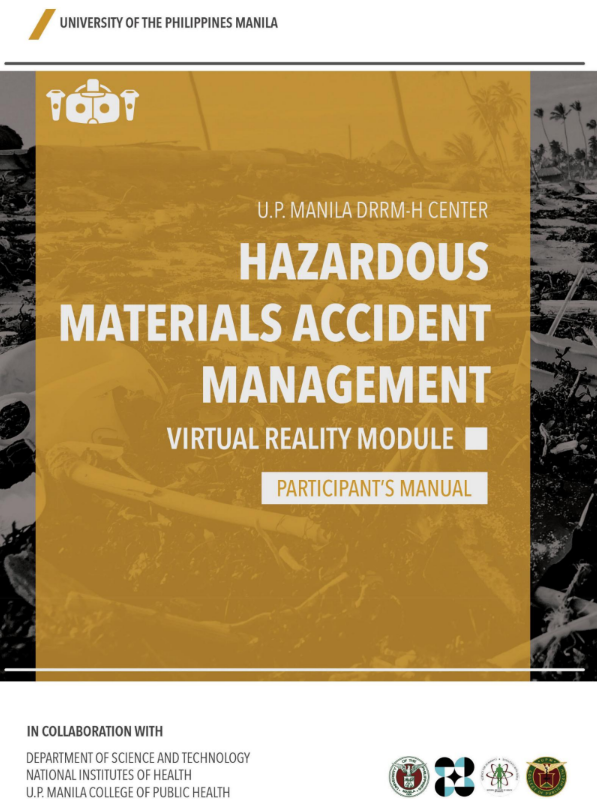 UNIVERSITY OF THE PHILIPPINES MANILA
U.P. MANILA DRRM-H CENTER
HAZARDOUS
MATERIALS ACCIDENT
MANAGEMENT
VIRTUAL REALITY MODULE
PARTICIPANT'S MANUAL
IN COLLABORATION WITH
DEPARTMENT OF SCIENCE AND TECHNOLOGY
NATIONAL INSTITUTES OF HEALTH
U.P. MANILA COLLEGE OF PUBLIC HEALTH